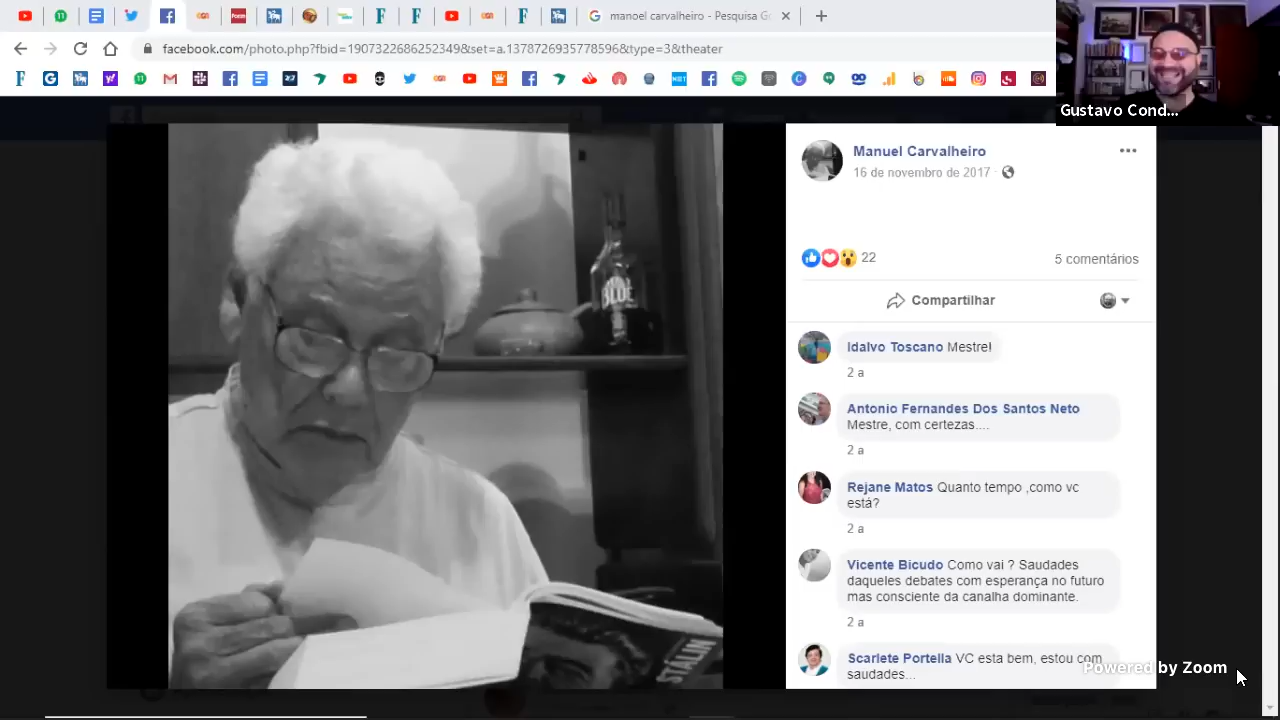 manoel carvalheiro - Pesquisa G
facebook.com/photo.php?fbid=1907322686252349&set=a.1378726935778596&type=3&theater
Gustavo Cond...
Manuel Carvalheiro
16 de novembro de 2017
22
5 comentários
Compartilhar
BLUE
Idalvo Toscano Mestre!
2 a
Antonio Fernandes Dos Santos Neto
Mestre, com certezas....
2 a
Rejane Matos Quanto tempo ,como vc
está?
2 a
Vicente Bicudo Como vai ? Saudades
daqueles debates com esperança no futuro
mas consciente da canalha dominante.
2 a
Scarlete Portella VC esta bem, estou com
saudades...
STÁLIN
Powered by Zoom